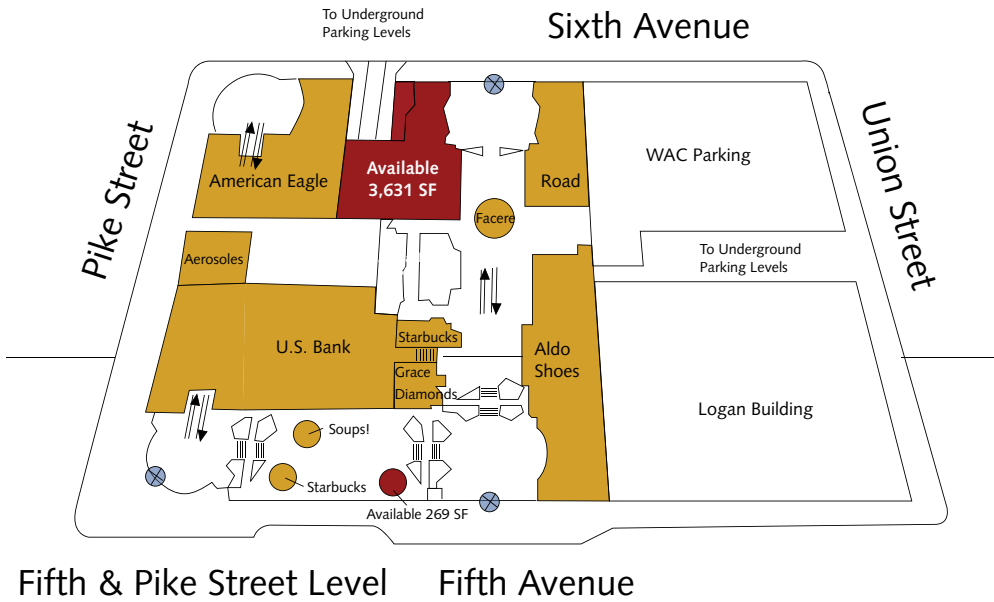 To Underground
Parking Levels
Sixth Avenue
Pike Street
Union Street
American Eagle
Available
3,631 SF
Road
WAC Parking
Facere
Aerosoles
To Underground
Parking Levels
U.S. Bank
Starbucks
Grace
Diamonds
Aldo
Shoes
Logan Building
Soups!
Starbucks
Available 269 SF
Fifth & Pike Street Level
Fifth Avenue